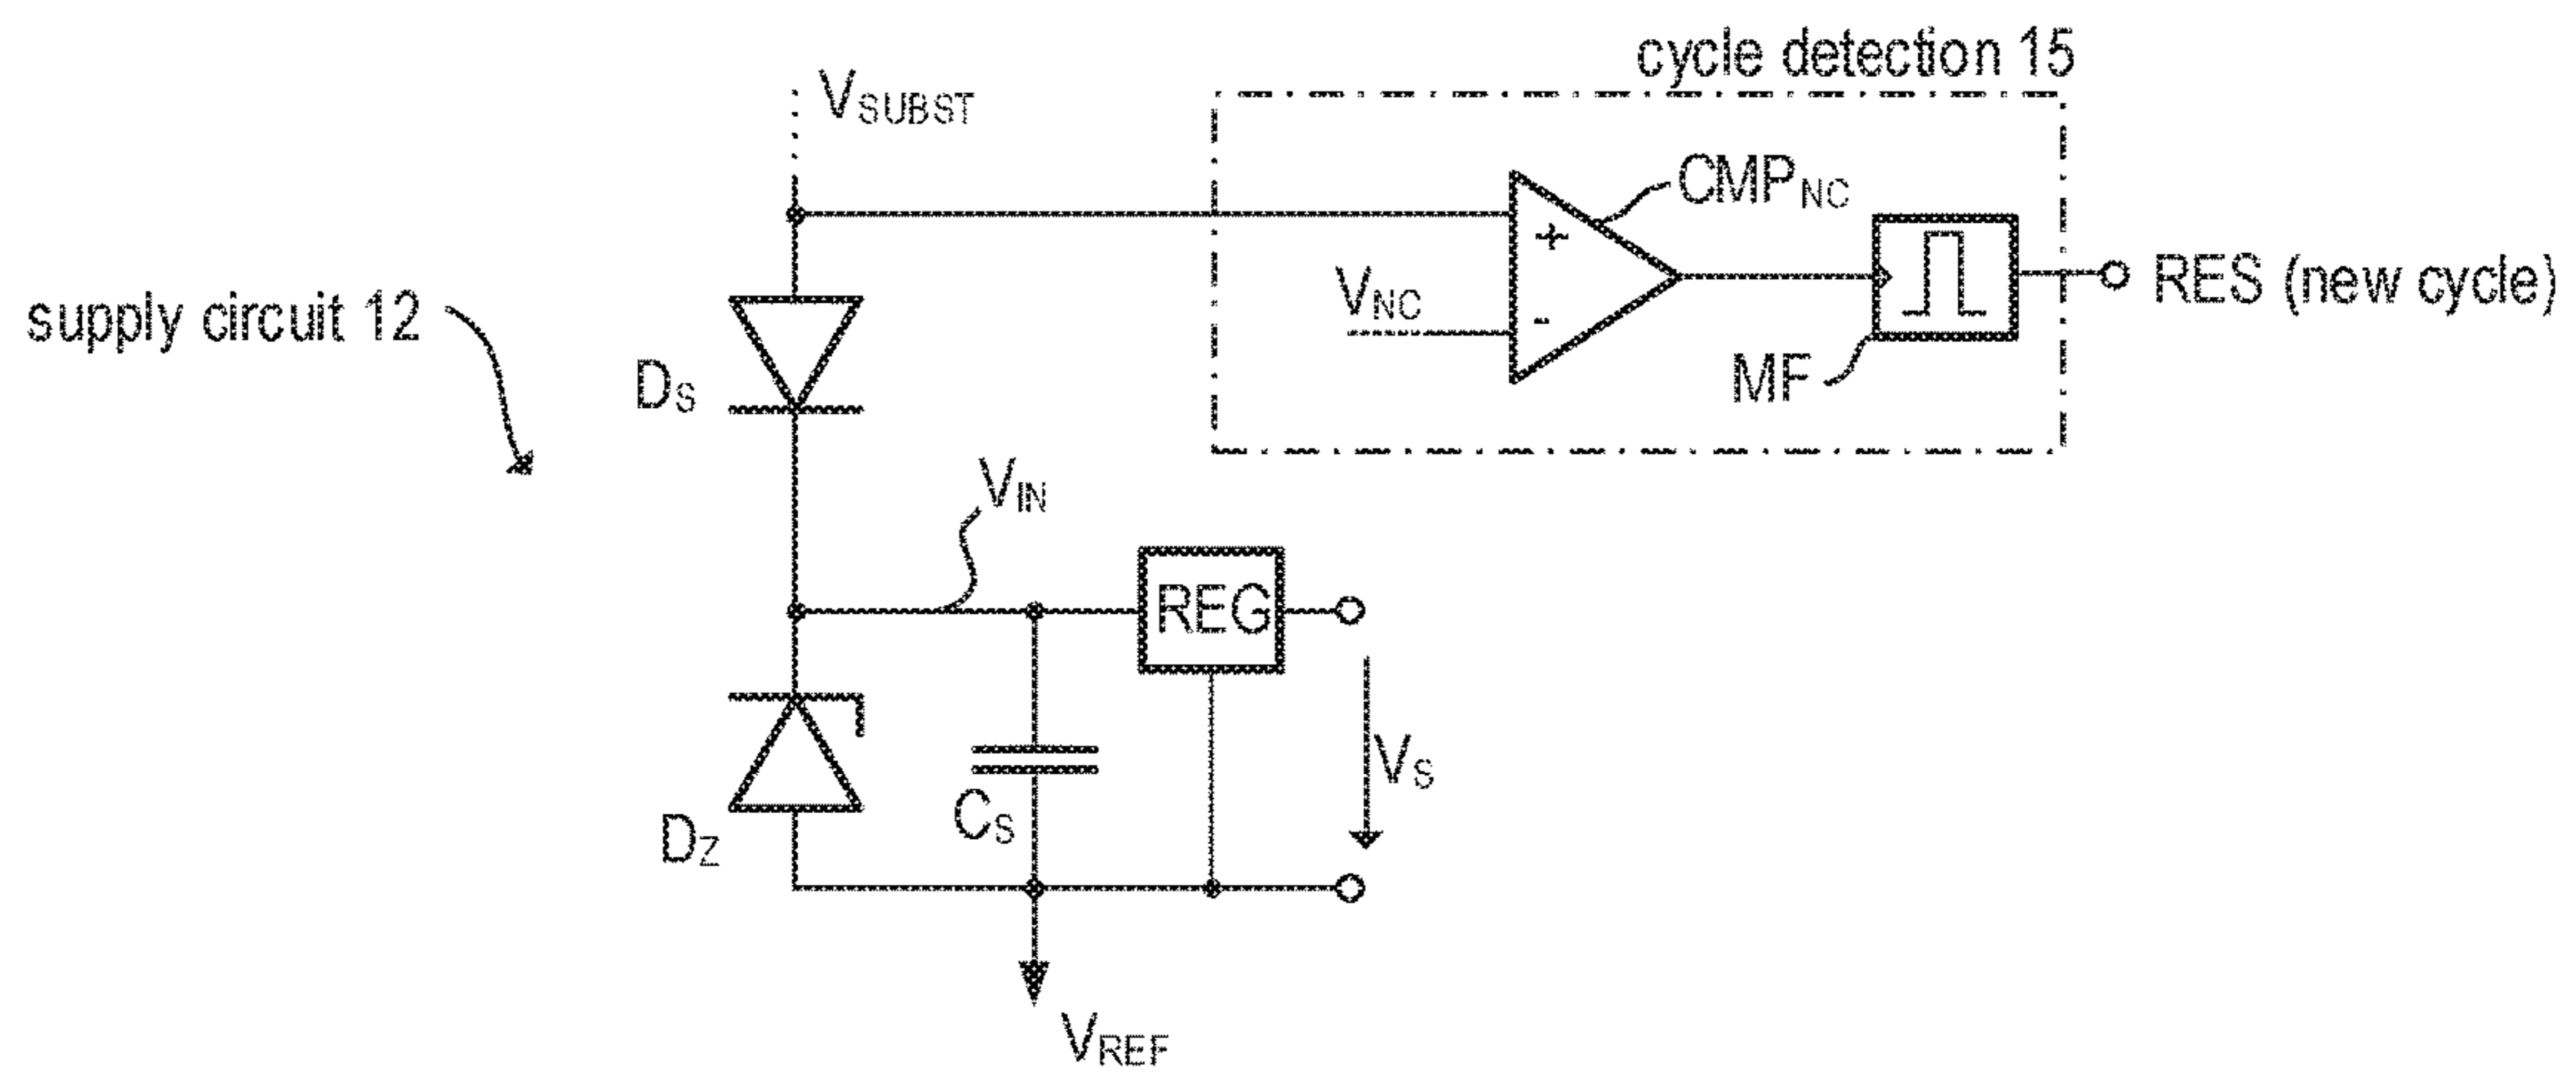 cycle detection 15
VSUBST
CMPNC
+
VNC
-
RES (new cycle)
supply circuit 12
MF
DS
VIN
REG
VS
CS
DZ
VREF